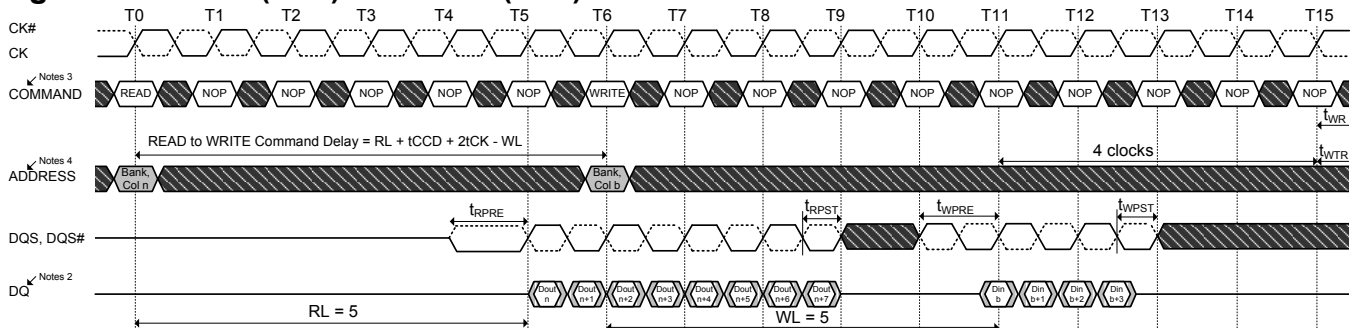 T0 T1 T2 T3 T4 T5 T6 T7 T8 T9 T10 T11 T12 T13 T14 T15
CK#
CK
Notes 3
COMMAND READ NOP NOP NOP NOP NOP WRITE NOP NOP NOP NOP NOP NOP NOP NOP NOP
tWR
READ to WRITE Command Delay = RL + tCCD + 2tCK - WL
4 clocks
tWTR
Notes 4
ADDRESS Bank, Col n Bank, Col b
tRPRE tRPST tWPRE tWPST
DQS, DQS#
Notes 2
DQ Dout n Dout n+1 Dout n+2 Dout n+3 Dout n+4 Dout n+5 Dout n+6 Dout n+7 Din b Din b+1 Din b+2 Din b+3
RL = 5 WL = 5